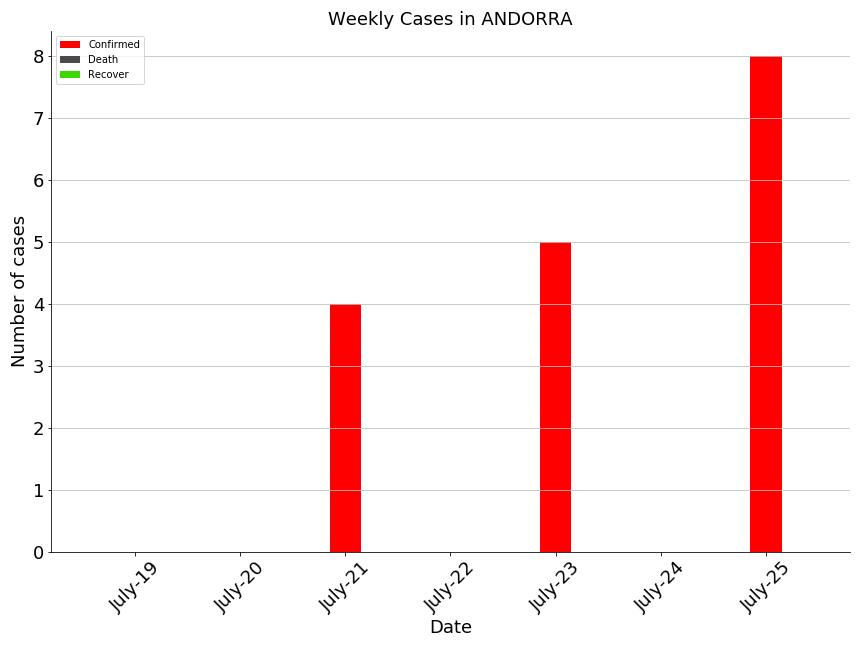 Weekly Cases in ANDORRA
Confirmed
Death
Recover
Number of cases
8
7
6
5
4
3
2
1
0
July-19
July-20
July-21
July-22
July-23
July-24
July-25
Date